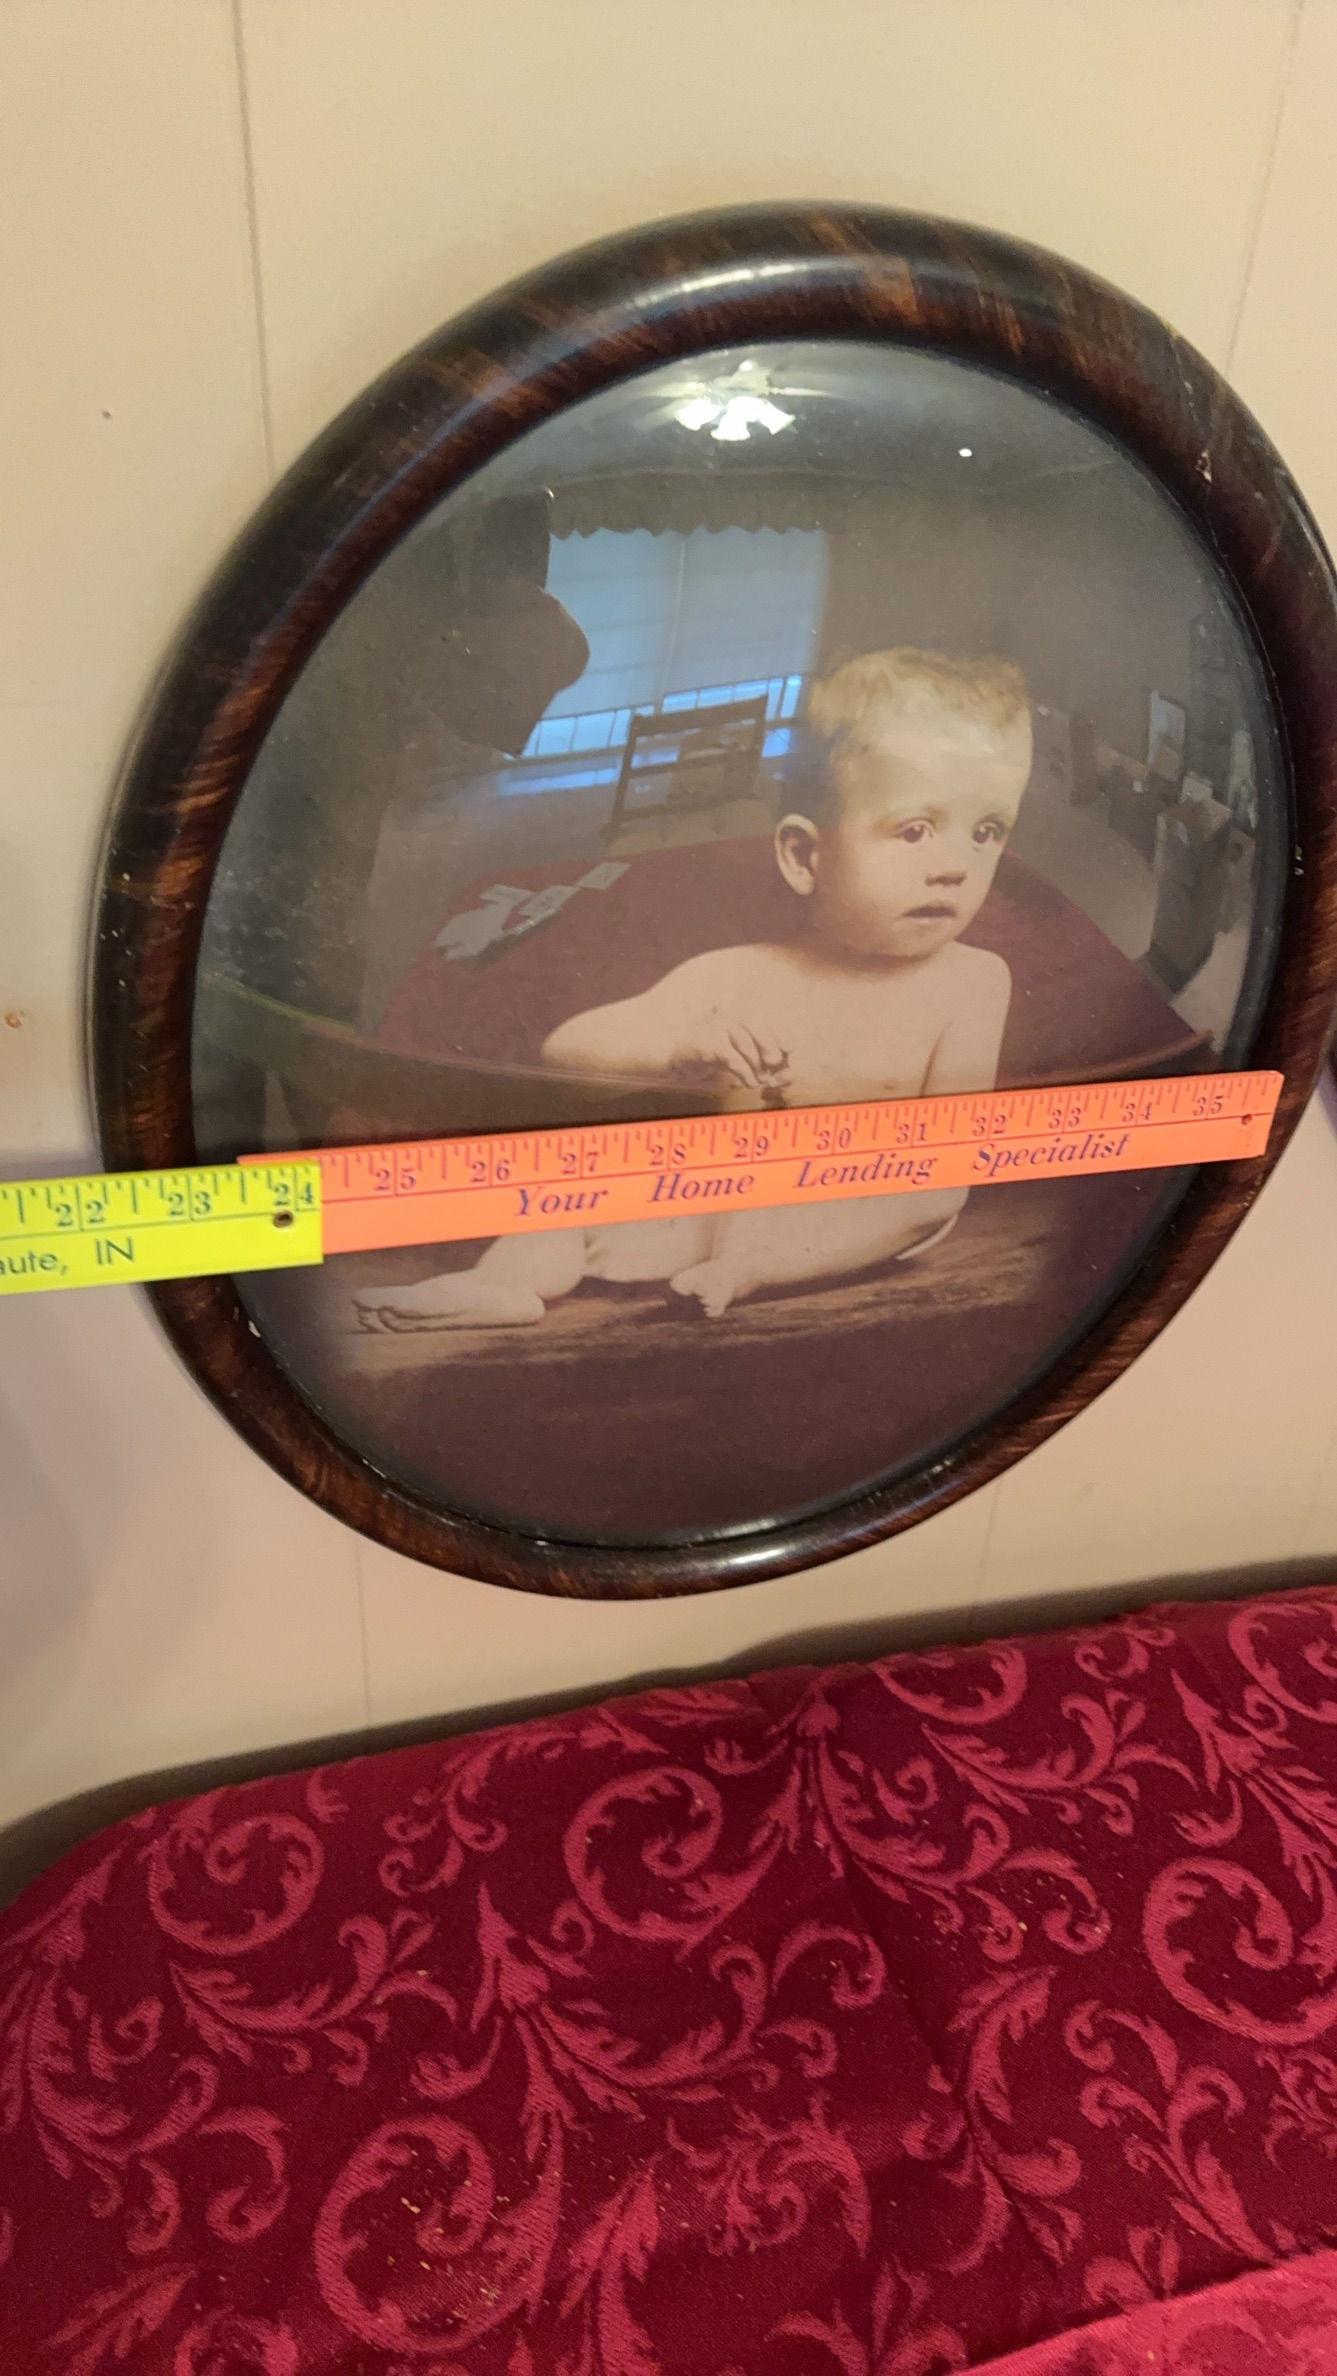 22 23 24
aute, IN
25 26 27 28 29 30 31 32 33 34 35
Your Home Lending Specialist